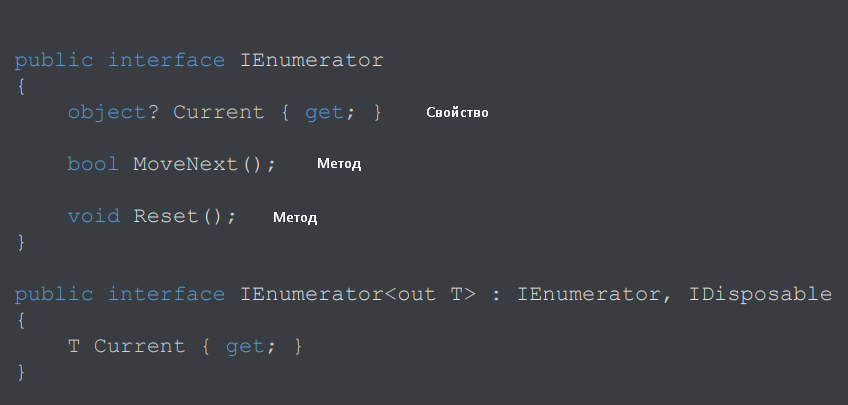 public interface IEnumerator
{
object? Current { get; } Свойство
bool MoveNext(); Метод
void Reset(); Метод
}
public interface IEnumerator<out T> : IEnumerator, IDisposable
{
T Current { get; }
}